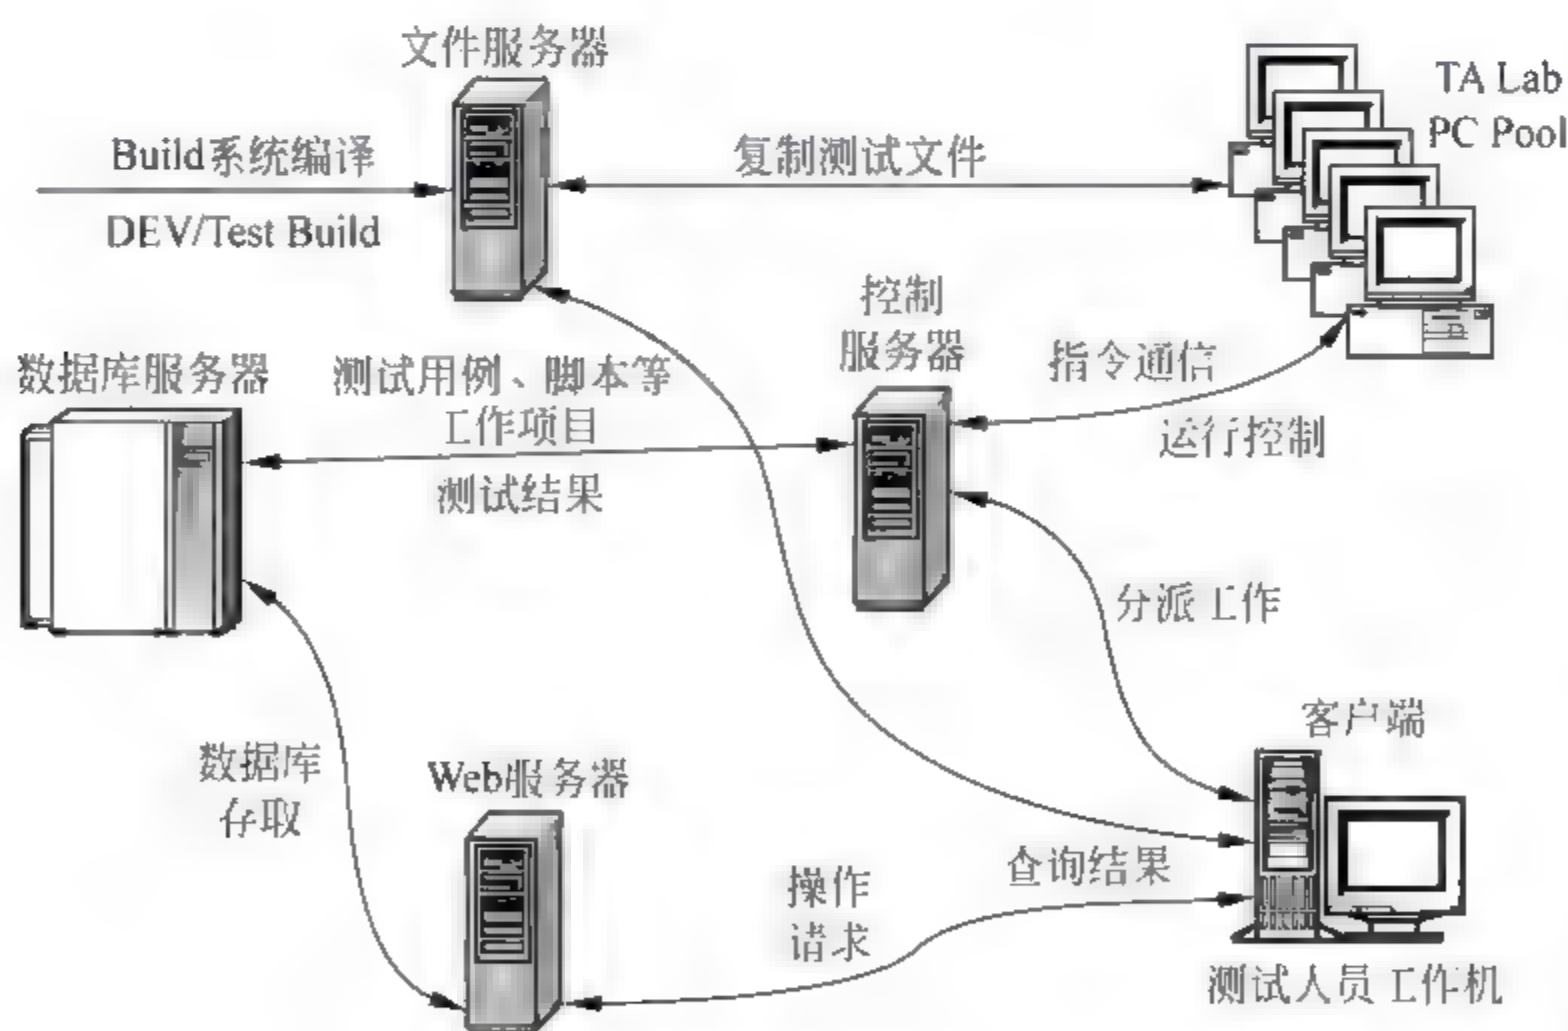 文件服务器
TA Lab
PC Pool
Build系统编译
复制测试文件
DEV/Test Build
控制
服务器
指令通信
运行控制
数据库服务器
测试用例、脚本等
工作项目
测试结果
分派工作
客户端
数据库
存取
Web服务器
操作
请求
查询结果
测试人员工作机